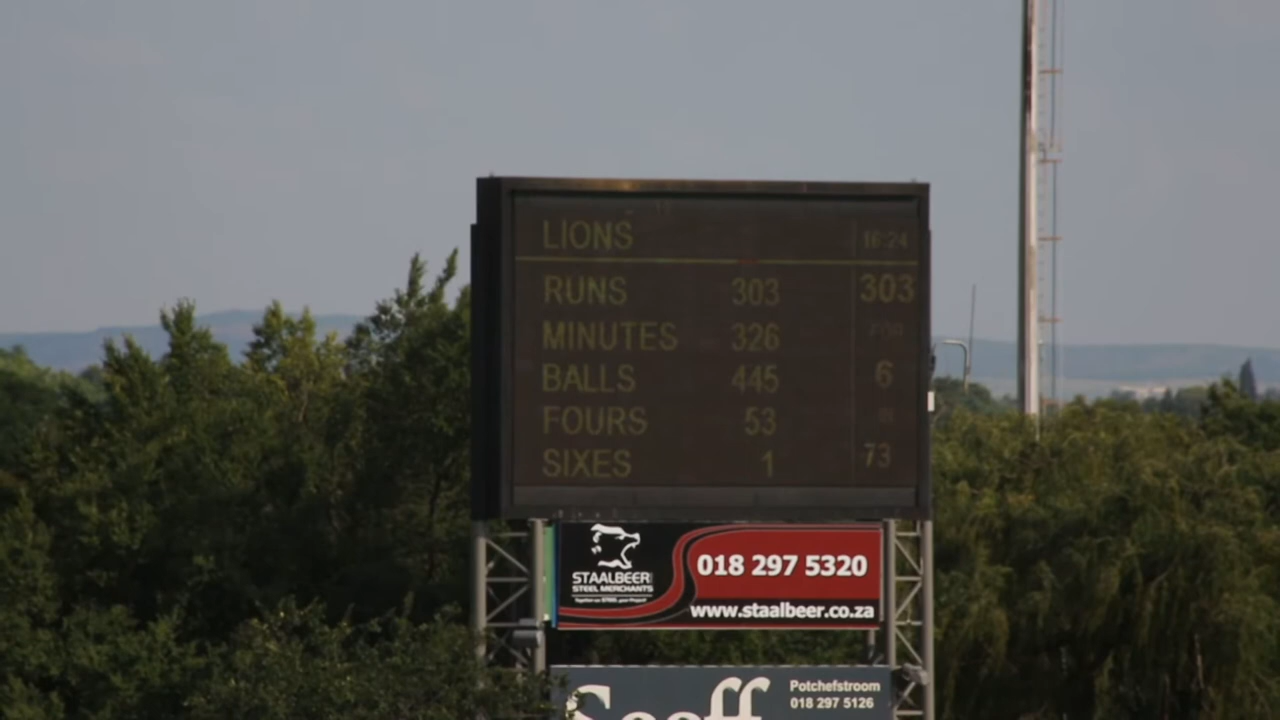 LIONS 16:24
RUNS 303 303
MINUTES 326
BALLS 445 6
FOURS 53
SIXES 1 73
STAALBEER
STEEL MERCHANTS
018 297 5320
www.staalbeer.co.za
Seeff
Potchefstroom
018 297 5126